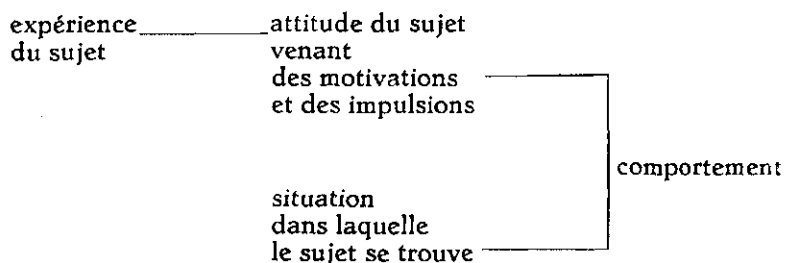 expérience
du sujet
attitude du sujet
venant
des motivations
et des impulsions
comportement
situation
dans laquelle
le sujet se trouve